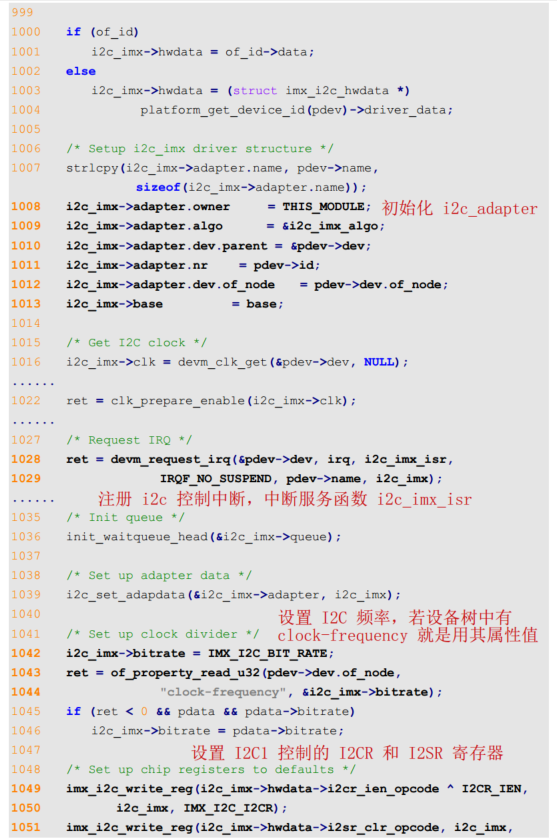 999
1000 if (of_id)
1001 i2c_imx->hwdata = of_id->data;
1002 else
1003 i2c_imx->hwdata = (struct imx_i2c_hwdata *)
1004 platform_get_device_id(pdev)->driver_data;
1005
1006 /* Setup i2c_imx driver structure */
1007 strlcpy(i2c_imx->adapter.name, pdev->name,
sizeof(i2c_imx->adapter.name));
1008 i2c_imx->adapter.owner = THIS_MODULE; 初始化 i2c_adapter
1009 i2c_imx->adapter.algo = &i2c_imx_algo;
1010 i2c_imx->adapter.dev.parent = &pdev->dev;
1011 i2c_imx->adapter.nr = pdev->id;
1012 i2c_imx->adapter.dev.of_node = pdev->dev.of_node;
1013 i2c_imx->base = base;
1014
1015 /* Get I2C clock */
1016 i2c_imx->clk = devm_clk_get(&pdev->dev, NULL);
......
1022 ret = clk_prepare_enable(i2c_imx->clk);
......
1027 /* Request IRQ */
1028 ret = devm_request_irq(&pdev->dev, irq, i2c_imx_isr,
1029 IRQF_NO_SUSPEND, pdev->name, i2c_imx);
...... 注册 i2c 控制中断，中断服务函数 i2c_imx_isr
1035 /* Init queue */
1036 init_waitqueue_head(&i2c_imx->queue);
1037
1038 /* Set up adapter data */
1039 i2c_set_adapdata(&i2c_imx->adapter, i2c_imx);
1040 设置 I2C 频率，若设备树中有
1041 /* Set up clock divider */ clock-frequency 就是用其属性值
1042 i2c_imx->bitrate = IMX_I2C_BIT_RATE;
1043 ret = of_property_read_u32(pdev->dev.of_node,
1044 "clock-frequency", &i2c_imx->bitrate);
1045 if (ret < 0 && pdata && pdata->bitrate)
1046 i2c_imx->bitrate = pdata->bitrate;
1047 设置 I2C1 控制的 I2CR 和 I2SR 寄存器
1048 /* Set up chip registers to defaults */
1049 imx_i2c_write_reg(i2c_imx->hwdata->i2cr_ien_opcode ^ I2CR_IEN,
1050 i2c_imx, IMX_I2C_I2CR);
1051 imx_i2c_write_reg(i2c_imx->hwdata->i2sr_clr_opcode, i2c_imx,